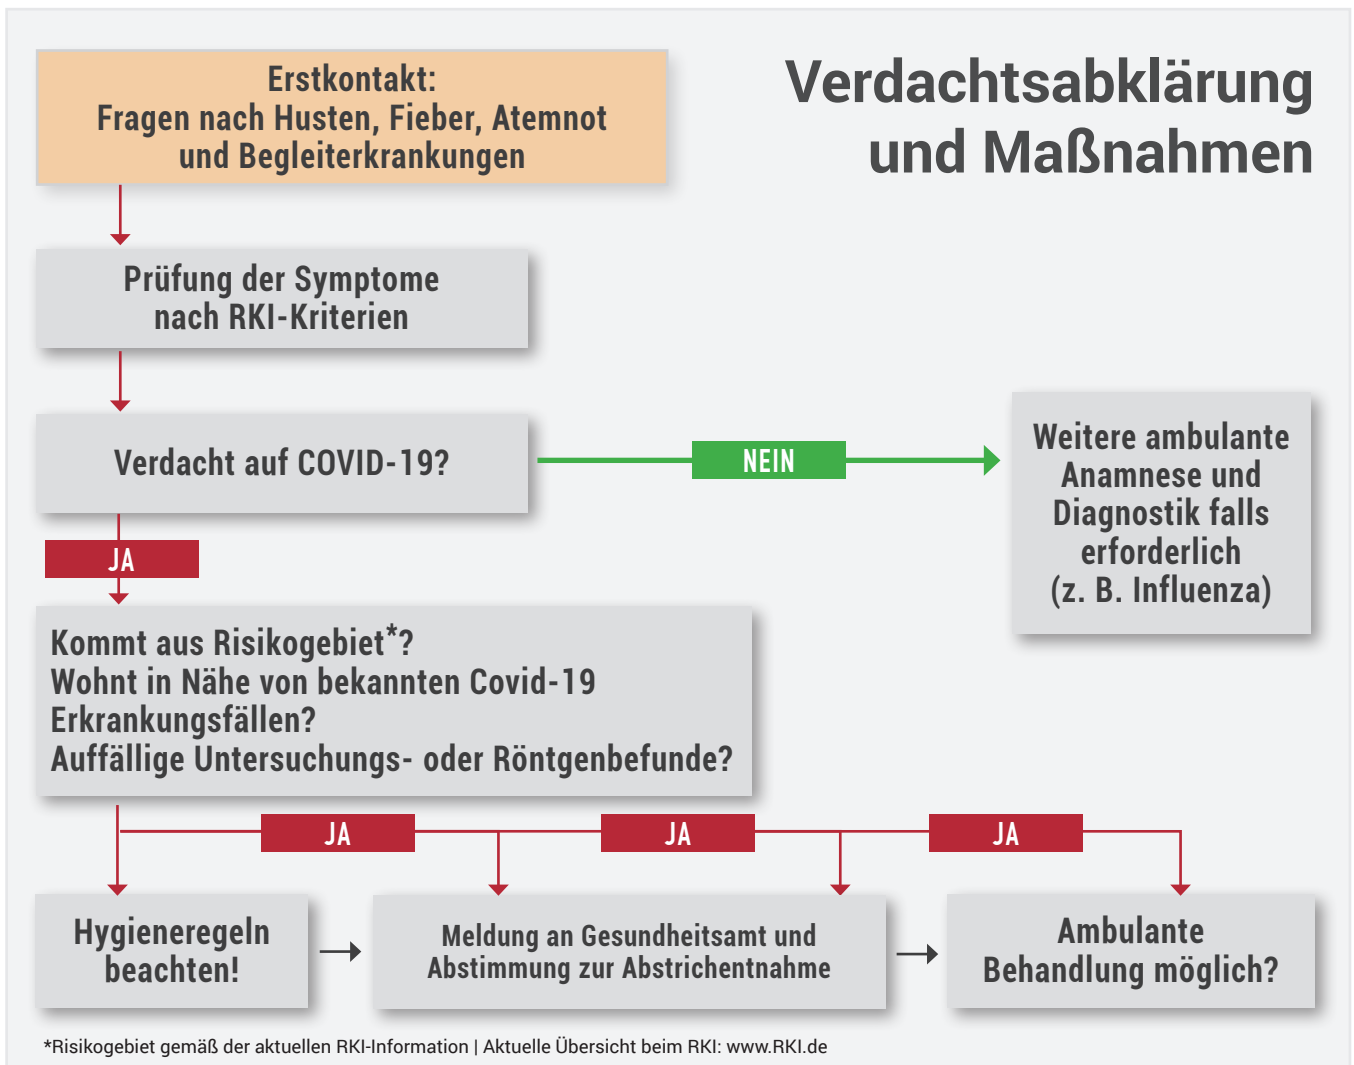 Verdachtsabklärung
und Maßnahmen
Erstkontakt:
Fragen nach Husten, Fieber, Atemnot
und Begleiterkrankungen
Prüfung der Symptome
nach RKI-Kriterien
Verdacht auf COVID-19?
NEIN
Weitere ambulante
Anamnese und
Diagnostik falls
erforderlich
(z. B. Influenza)
JA
Kommt aus Risikogebiet*?
Wohnt in Nähe von bekannten Covid-19
Erkrankungsfällen?
Auffällige Untersuchungs- oder Röntgenbefunde?
JA
JA
JA
Hygieneregeln
beachten!
Meldung an Gesundheitsamt und
Abstimmung zur Abstrichentnahme
Ambulante
Behandlung möglich?
*Risikogebiet gemäß der aktuellen RKI-Information | Aktuelle Übersicht beim RKI: www.RKI.de